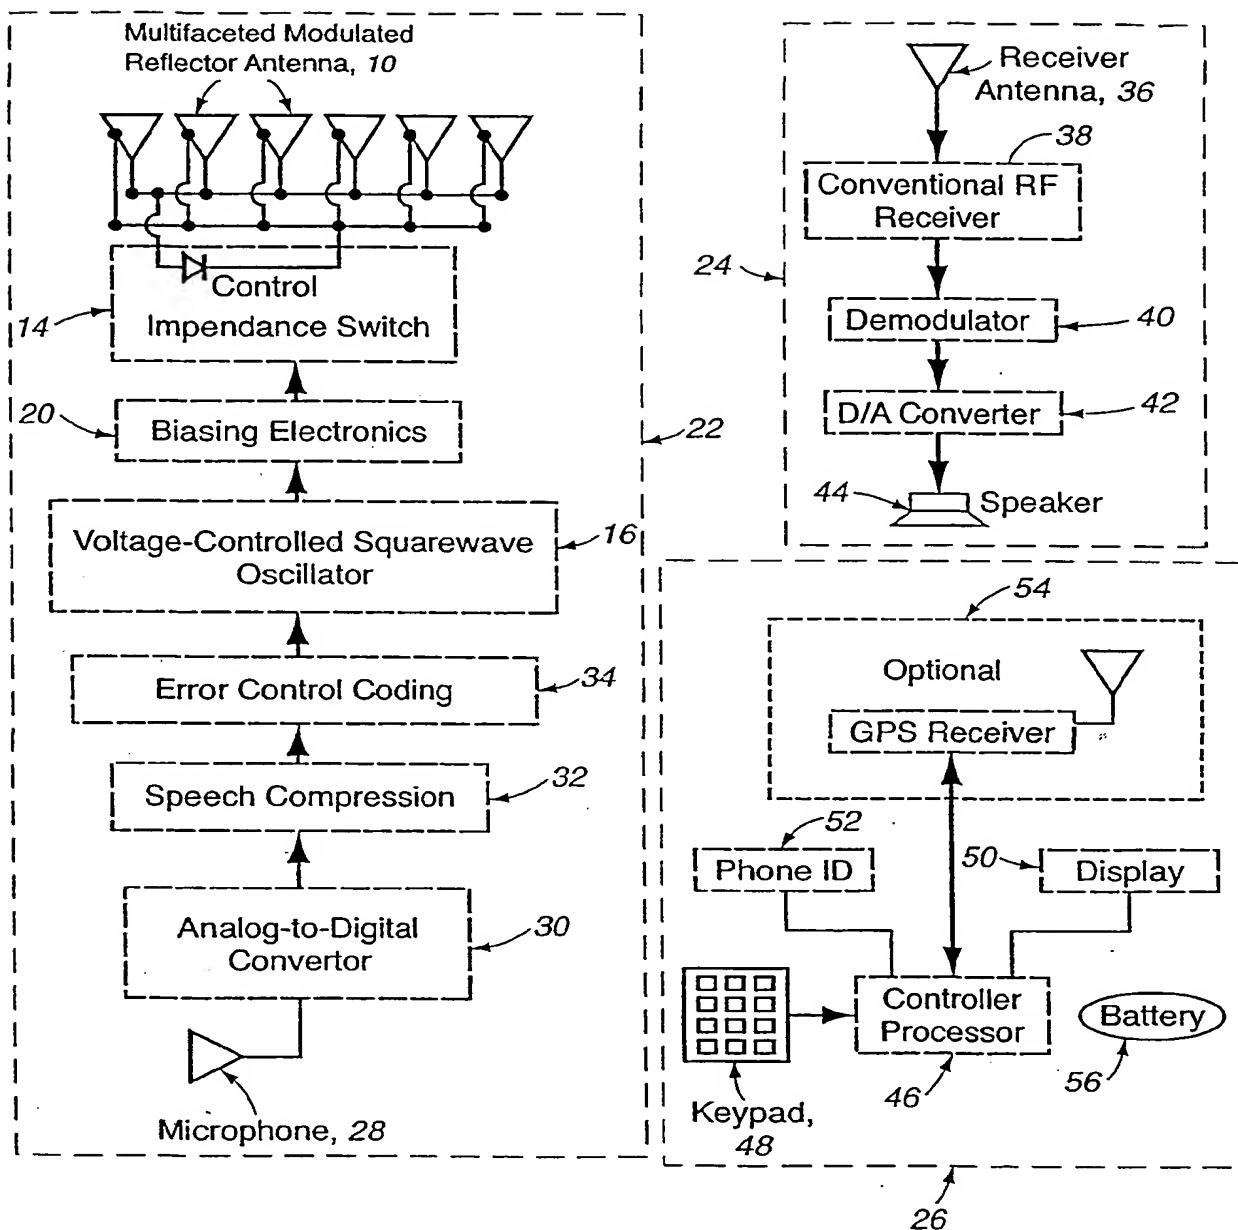 Multifaceted Modulated
Reflector Antenna, 10
Control
Impendance Switch
14
20
Biasing Electronics
22
Voltage-Controlled Squarewave
Oscillator
16
Error Control Coding
34
Speech Compression
32
Analog-to-Digital
Convertor
30
Microphone, 28
Receiver
Antenna, 36
38
Conventional RF
Receiver
24
Demodulator
40
D/A Converter
42
44
Speaker
54
Optional
GPS Receiver
52
Phone ID
50
Display
Controller
Processor
Battery
46
56
Keypad,
48
26